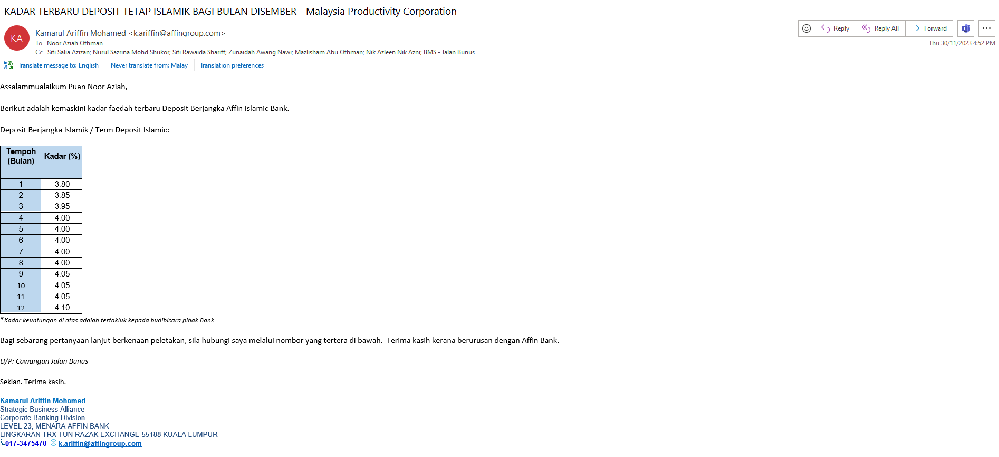 KADAR TERBARU DEPOSIT TETAP ISLAMIK BAGI BULAN DISEMBER - Malaysia Productivity Corporation
KA
Kamarul Ariffin Mohamed <k.ariffin@affingroup.com>
To Noor Aziah Othman
Cc Siti Salia Azizan; Nurul Sazrina Mohd Shukor; Siti Rawaida Shariff; Zunaidah Awang Nawi; Mazlisham Abu Othman; Nik Azleen Nik Azni; BMS - Jalan Bunus
Reply Reply All Forward
Thu 30/11/2023 4:52 PM
Translate message to: English Never translate from: Malay Translation preferences
Assalammualaikum Puan Noor Aziah,
Berikut adalah kemaskini kadar faedah terbaru Deposit Berjangka Affin Islamic Bank.
Deposit Berjangka Islamik / Term Deposit Islamic:
Tempoh (Bulan) Kadar (%)
1 3.80
2 3.85
3 3.95
4 4.00
5 4.00
6 4.00
7 4.00
8 4.00
9 4.05
10 4.05
11 4.05
12 4.10
*Kadar keuntungan di atas adalah tertakluk kepada budibicara pihak Bank
Bagi sebarang pertanyaan lanjut berkenaan peletakan, sila hubungi saya melalui nombor yang tertera di bawah. Terima kasih kerana berurusan dengan Affin Bank.
U/P: Cawangan Jalan Bunus
Sekian. Terima kasih.
Kamarul Ariffin Mohamed
Strategic Business Alliance
Corporate Banking Division
LEVEL 23, MENARA AFFIN BANK
LINGKARAN TRX TUN RAZAK EXCHANGE 55188 KUALA LUMPUR
017-3475470 k.ariffin@affingroup.com